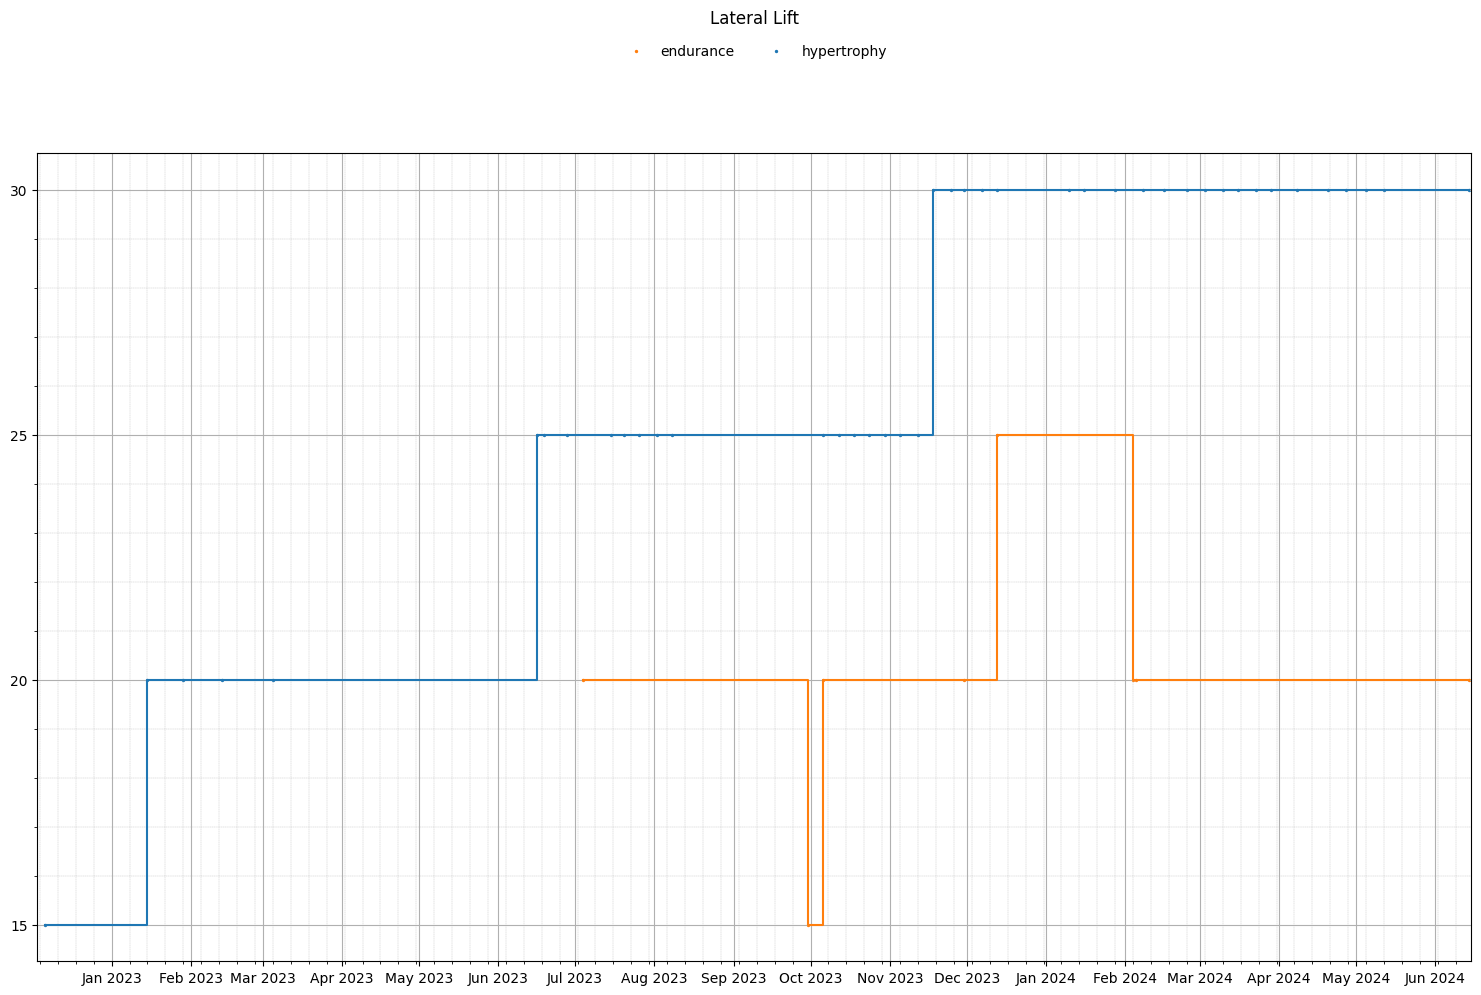 Lateral Lift
endurance hypertrophy
30
25
20
15
Jan 2023 Feb 2023 Mar 2023 Apr 2023 May 2023 Jun 2023 Jul 2023 Aug 2023 Sep 2023 Oct 2023 Nov 2023 Dec 2023 Jan 2024 Feb 2024 Mar 2024 Apr 2024 May 2024 Jun 2024